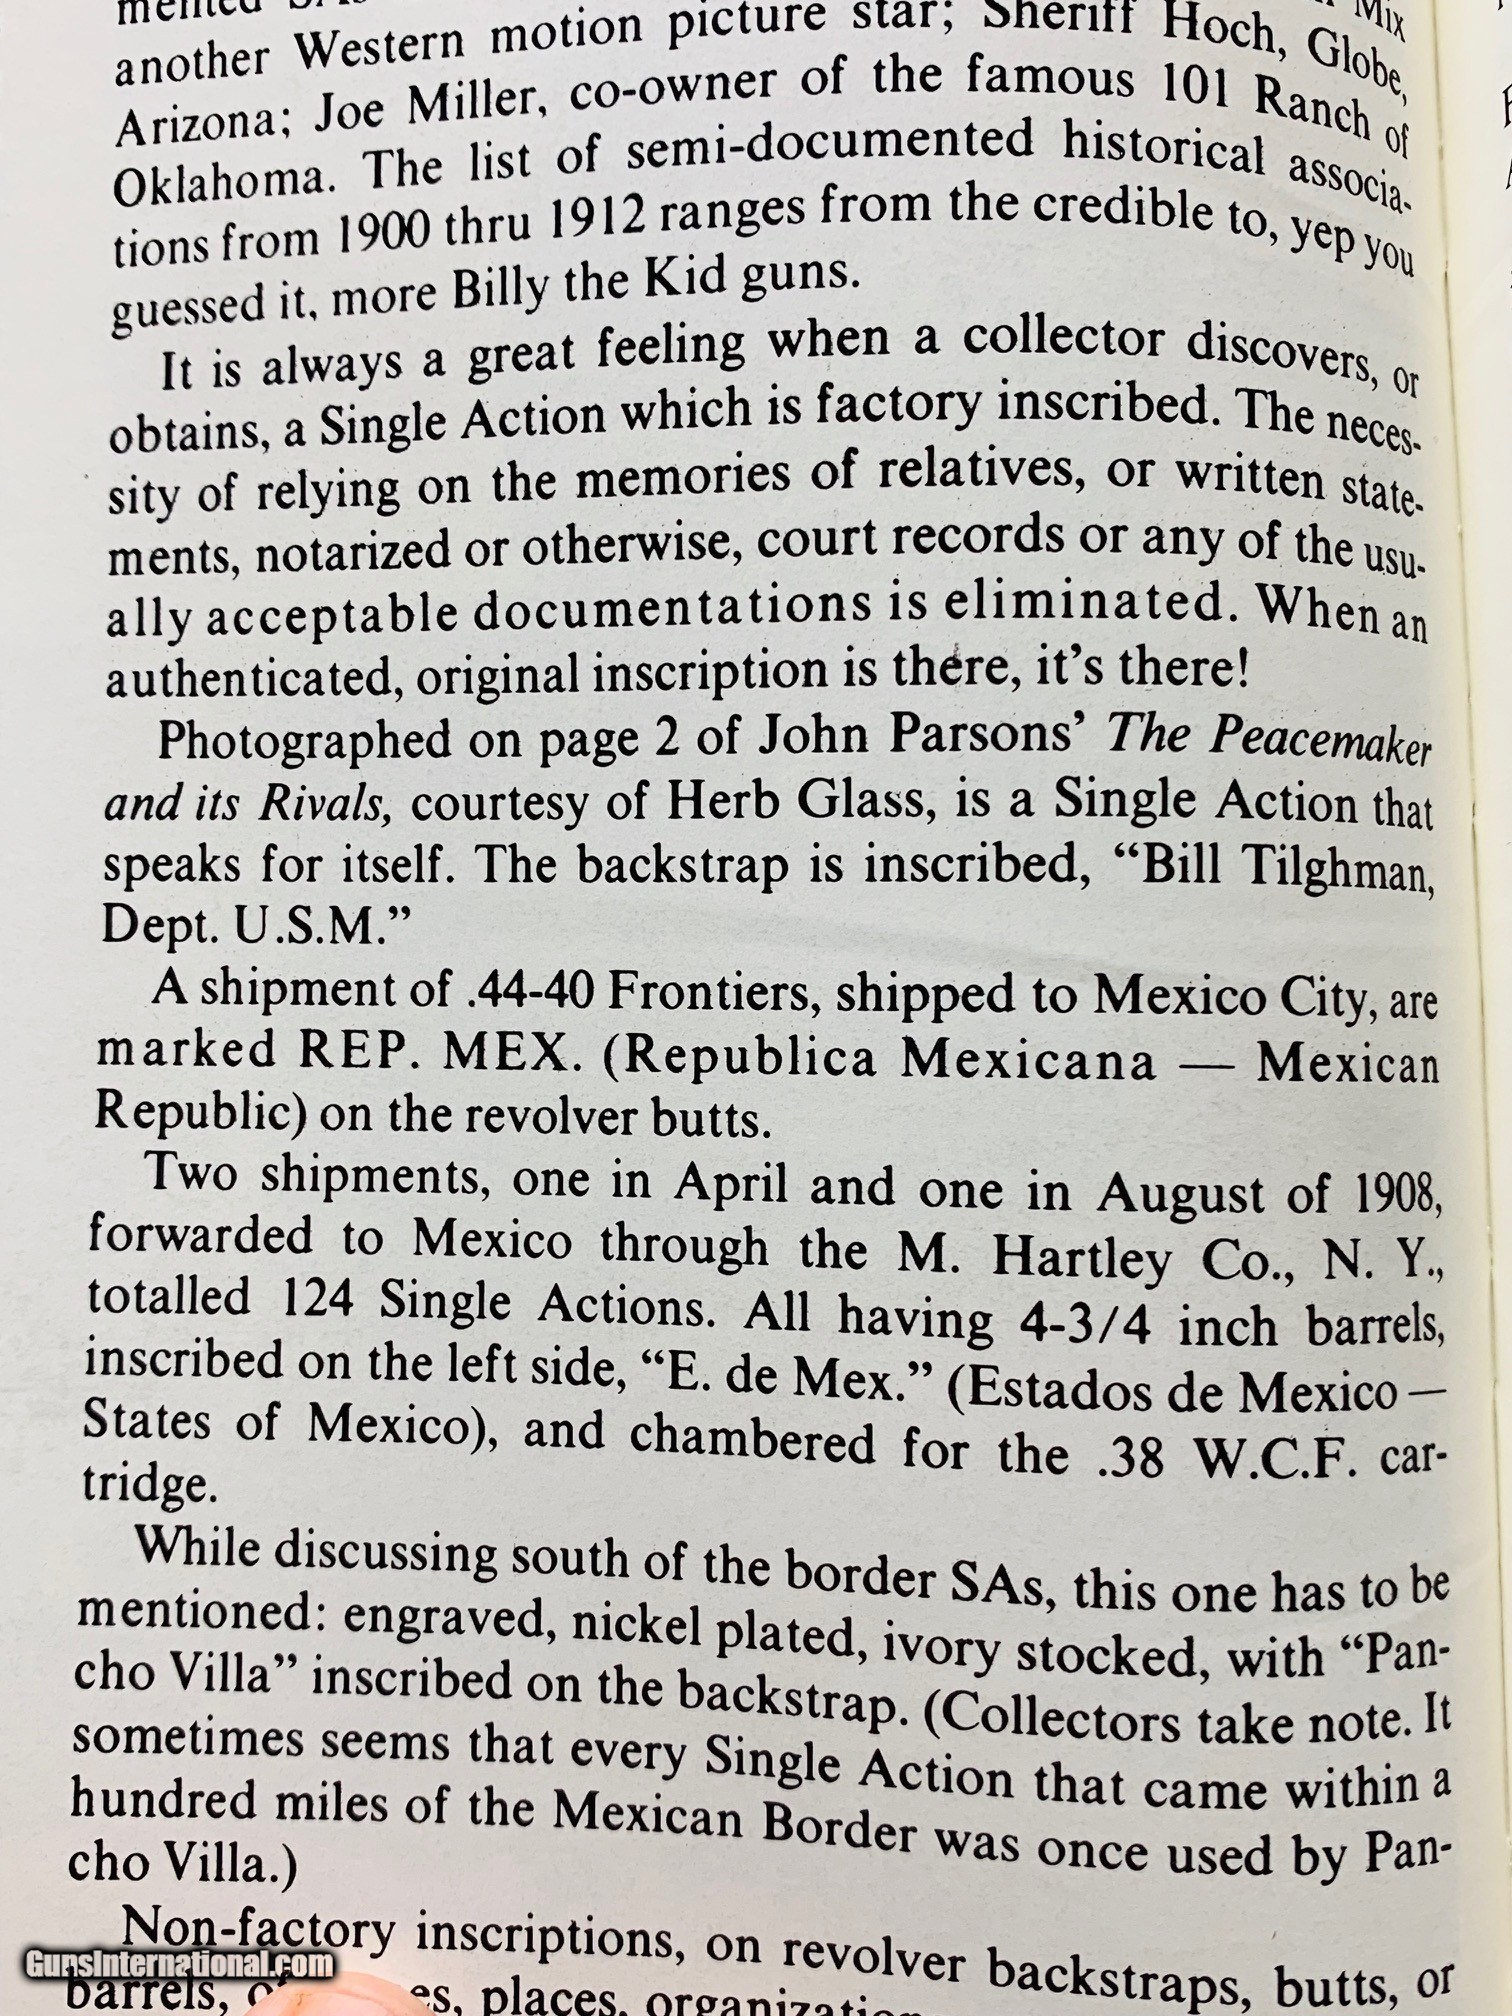 another Western motion picture star; Sheriff Hoch, Globe,
Arizona; Joe Miller, co-owner of the famous 101 Ranch of
Oklahoma. The list of semi-documented historical associa-
tions from 1900 thru 1912 ranges from the credible to, yep you
guessed it, more Billy the Kid guns.
It is always a great feeling when a collector discovers, or
obtains, a Single Action which is factory inscribed. The neces-
sity of relying on the memories of relatives, or written state-
ments, notarized or otherwise, court records or any of the usu-
ally acceptable documentations is eliminated. When an
authenticated, original inscription is there, it's there!
Photographed on page 2 of John Parsons' The Peacemaker
and its Rivals, courtesy of Herb Glass, is a Single Action that
speaks for itself. The backstrap is inscribed, “Bill Tilghman,
Dept. U.S.M.”
A shipment of .44-40 Frontiers, shipped to Mexico City, are
marked REP. MEX. (Republica Mexicana — Mexican
Republic) on the revolver butts.
Two shipments, one in April and one in August of 1908,
forwarded to Mexico through the M. Hartley Co., N. Y.,
totalled 124 Single Actions. All having 4-3/4 inch barrels,
inscribed on the left side, “E. de Mex.” (Estados de Mexico —
States of Mexico), and chambered for the .38 W.C.F. car-
tridge.
While discussing south of the border SAs, this one has to be
mentioned: engraved, nickel plated, ivory stocked, with “Pan-
cho Villa” inscribed on the backstrap. (Collectors take note. It
sometimes seems that every Single Action that came within a
hundred miles of the Mexican Border was once used by Pan-
cho Villa.)
Non-factory inscriptions, on revolver backstraps, butts, or
GunsInternational.com
barrels, places,